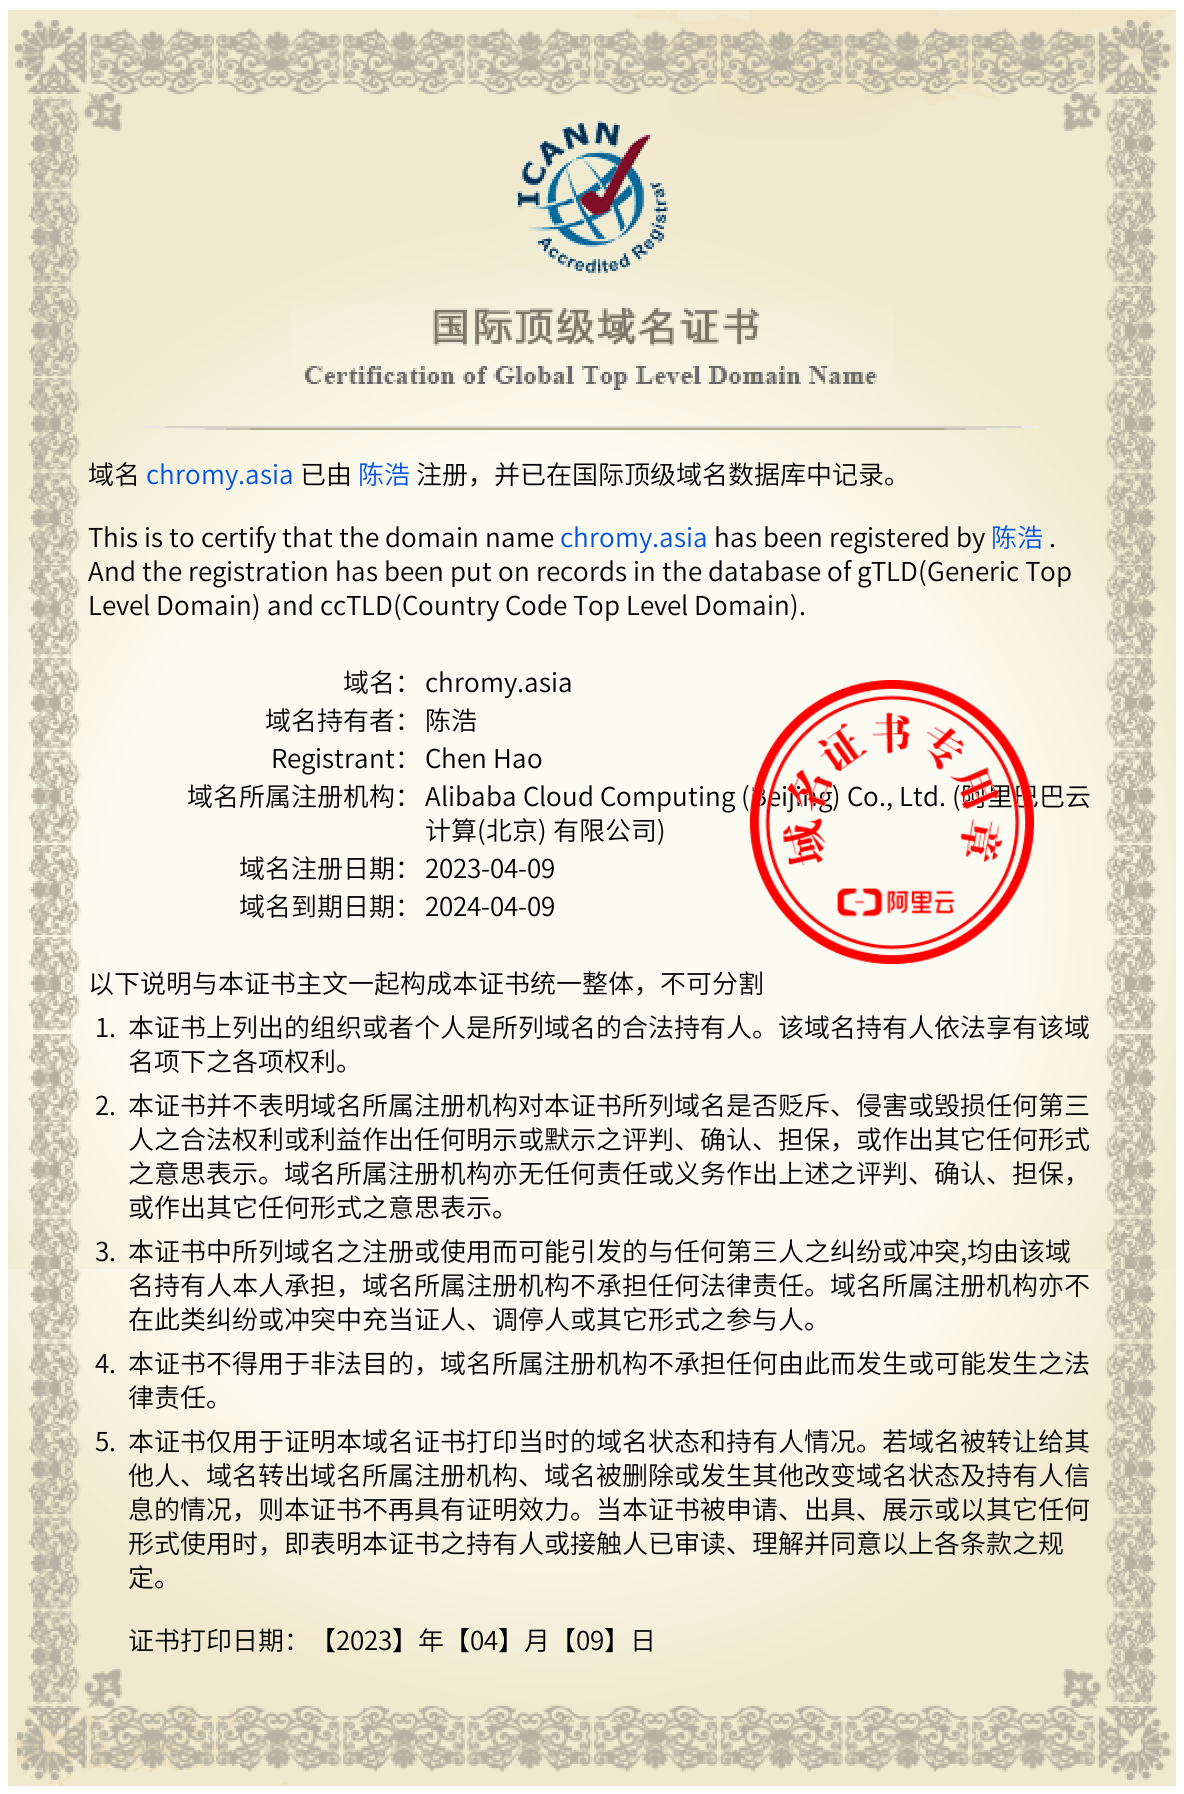 ICANN
Accredited Registrar
国际顶级域名证书
Certification of Global Top Level Domain Name
域名 chromy.asia 已由 陈浩 注册，并已在国际顶级域名数据库中记录。
This is to certify that the domain name chromy.asia has been registered by 陈浩 .
And the registration has been put on records in the database of gTLD(Generic Top
Level Domain) and ccTLD(Country Code Top Level Domain).
域名： chromy.asia
域名持有者： 陈浩
Registrant： Chen Hao
域名所属注册机构： Alibaba Cloud Computing (Beijing) Co., Ltd. (阿里巴巴云
计算(北京) 有限公司)
域名注册日期： 2023-04-09
域名到期日期： 2024-04-09
域名证书专用章
阿里云
以下说明与本证书主文一起构成本证书统一整体，不可分割
1. 本证书上列出的组织或者个人是所列域名的合法持有人。该域名持有人依法享有该域
名项下之各项权利。
2. 本证书并不表明域名所属注册机构对本证书所列域名是否贬斥、侵害或毁损任何第三
人之合法权利或利益作出任何明示或默示之评判、确认、担保，或作出其它任何形式
之意思表示。域名所属注册机构亦无任何责任或义务作出上述之评判、确认、担保，
或作出其它任何形式之意思表示。
3. 本证书中所列域名之注册或使用而可能引发的与任何第三人之纠纷或冲突,均由该域
名持有人本人承担，域名所属注册机构不承担任何法律责任。域名所属注册机构亦不
在此类纠纷或冲突中充当证人、调停人或其它形式之参与人。
4. 本证书不得用于非法目的，域名所属注册机构不承担任何由此而发生或可能发生之法
律责任。
5. 本证书仅用于证明本域名证书打印当时的域名状态和持有人情况。若域名被转让给其
他人、域名转出域名所属注册机构、域名被删除或发生其他改变域名状态及持有人信
息的情况，则本证书不再具有证明效力。当本证书被申请、出具、展示或以其它任何
形式使用时，即表明本证书之持有人或接触人已审读、理解并同意以上各条款之规
定。
证书打印日期：【2023】年【04】月【09】日